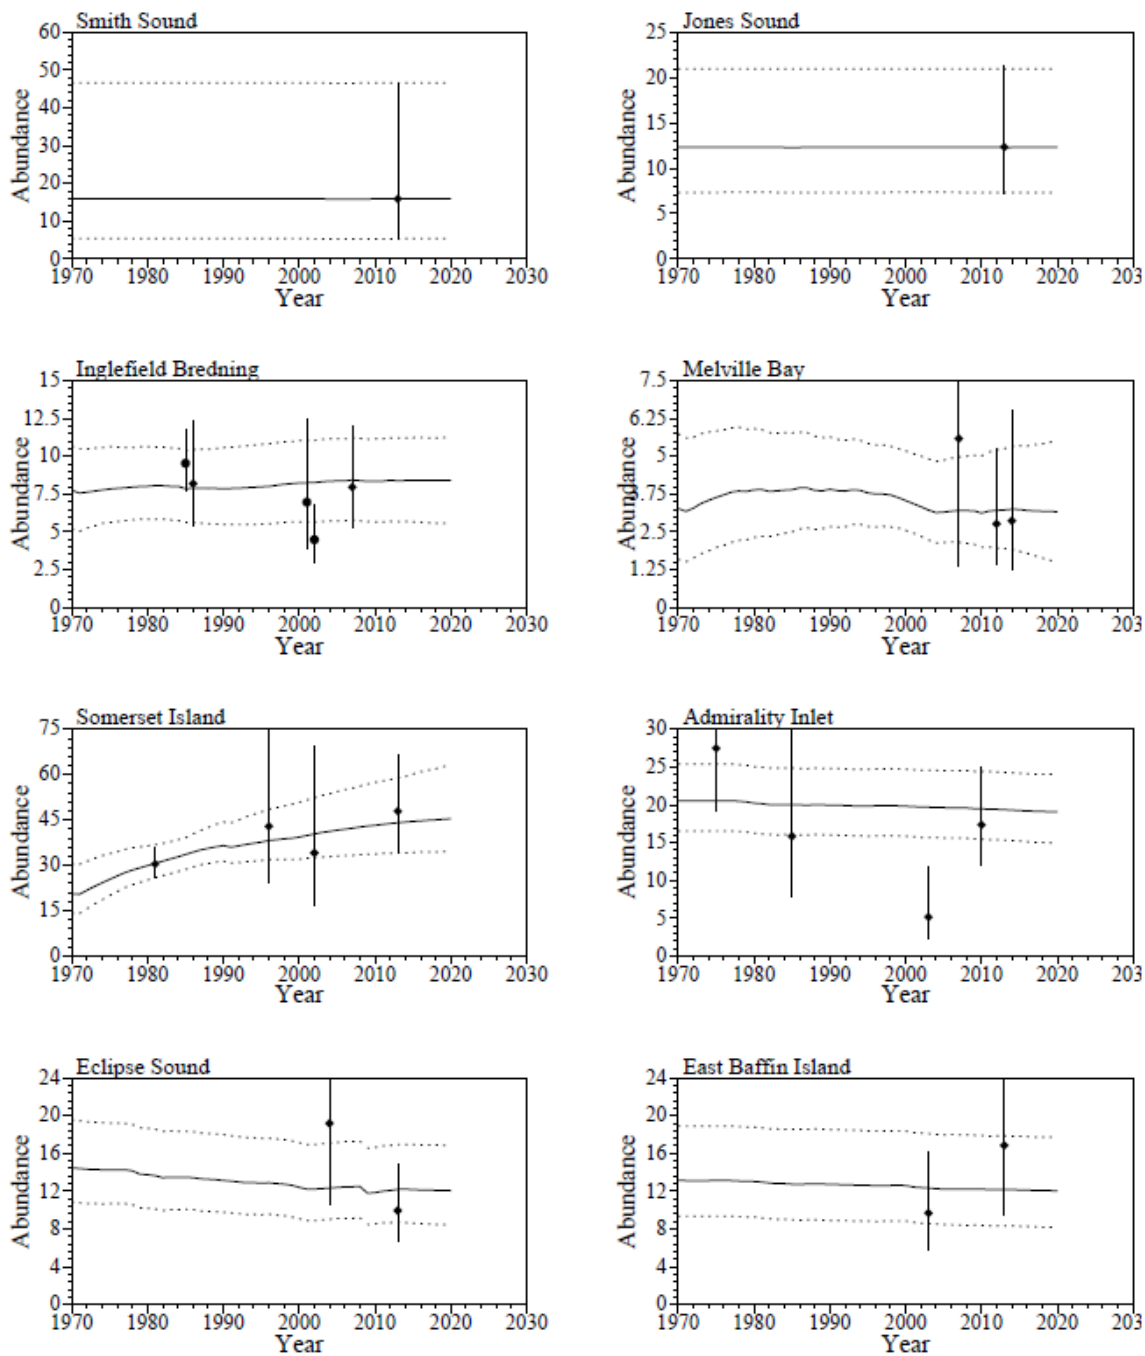 Smith Sound
60
50
40
30
20
10
0
Abundance
1970 1980 1990 2000 2010 2020 2030
Year
Jones Sound
25
20
15
10
5
0
Abundance
1970 1980 1990 2000 2010 2020 203
Year
Inglefield Bredning
15
12.5
10
7.5
5
2.5
0
Abundance
1970 1980 1990 2000 2010 2020 2030
Year
Melville Bay
7.5
6.25
5
3.75
2.5
1.25
0
Abundance
1970 1980 1990 2000 2010 2020 203
Year
Somerset Island
75
60
45
30
15
0
Abundance
1970 1980 1990 2000 2010 2020 2030
Year
Admirality Inlet
30
25
20
15
10
5
0
Abundance
1970 1980 1990 2000 2010 2020 203
Year
Eclipse Sound
24
20
16
12
8
4
0
Abundance
1970 1980 1990 2000 2010 2020 2030
Year
East Baffin Island
24
20
16
12
8
4
0
Abundance
1970 1980 1990 2000 2010 2020 203
Year